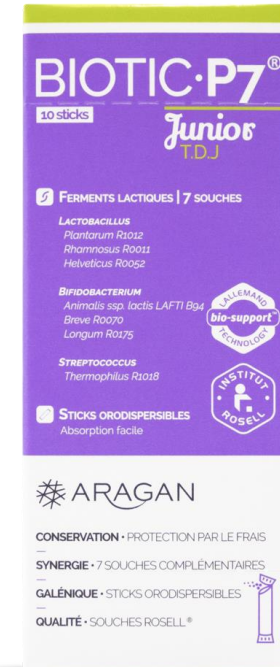 BIOTIC•P7®
10 sticks
Junior
T.D.J
FERMENTS LACTIQUES | 7 SOUCHES
LACTOBACILLUS
Plantarum R1012
Rhamnosus R0011
Helveticus R0052
BIFIDOBACTERIUM
Animalis ssp. lactis LAFTI B94
Breve R0070
Longum R0175
LALLEMAND
bio-support™
TECHNOLOGY
STREPTOCOCCUS
Thermophilus R1018
INSTITUT
ROSELL
STICKS ORODISPERSIBLES
Absorption facile
ARAGAN
CONSERVATION • PROTECTION PAR LE FRAIS
SYNERGIE • 7 SOUCHES COMPLÉMENTAIRES
GALÉNIQUE • STICKS ORODISPERSIBLES
QUALITÉ • SOUCHES ROSELL®